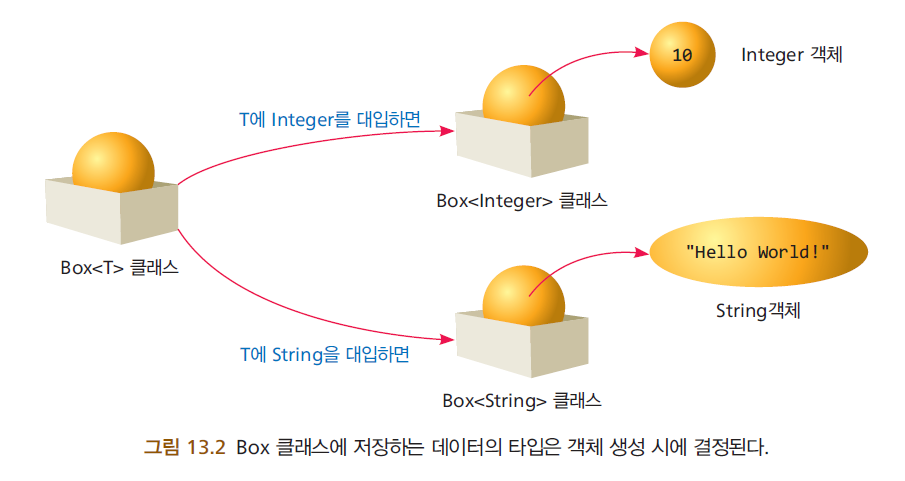 10
Integer 객체
T에 Integer를 대입하면
Box<Integer> 클래스
Box<T> 클래스
"Hello World!"
String객체
T에 String을 대입하면
Box<String> 클래스
그림 13.2 Box 클래스에 저장하는 데이터의 타입은 객체 생성 시에 결정된다.